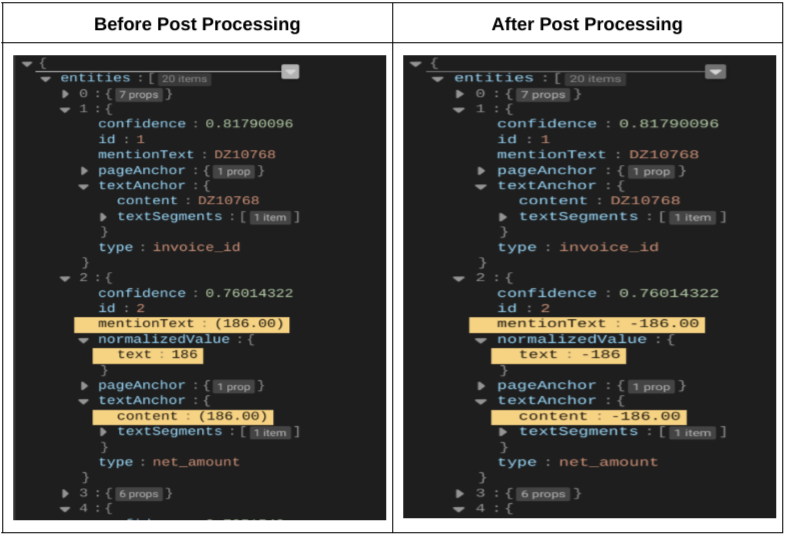 Before Post Processing
{
entities : [ 20 items
0 : { 7 props }
1 : {
confidence : 0.81790096
id : 1
mentionText : DZ10768
pageAnchor : { 1 prop }
textAnchor : {
content : DZ10768
textSegments : [ 1 item ]
}
type : invoice_id
}
2 : {
confidence : 0.76014322
id : 2
mentionText : (186.00)
normalizedValue : {
text : 186
}
pageAnchor : { 1 prop }
textAnchor : {
content : (186.00)
textSegments : [ 1 item ]
}
type : net_amount
}
3 : { 6 props }
4 : {
After Post Processing
{
entities : [ 20 items
0 : { 7 props }
1 : {
confidence : 0.81790096
id : 1
mentionText : DZ10768
pageAnchor : { 1 prop }
textAnchor : {
content : DZ10768
textSegments : [ 1 item ]
}
type : invoice_id
}
2 : {
confidence : 0.76014322
id : 2
mentionText : -186.00
normalizedValue : {
text : -186
}
pageAnchor : { 1 prop }
textAnchor : {
content : -186.00
textSegments : [ 1 item ]
}
type : net_amount
}
3 : { 6 props }
4 : {